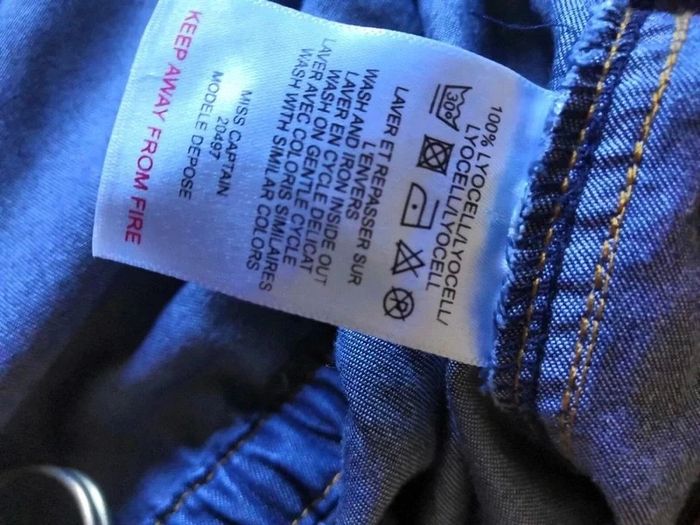 100% LYOCELL/LYOCELL/
LYOCELL/LYOCELL
30°
LAVER ET REPASSER SUR
L'ENVERS
WASH AND IRON INSIDE OUT
LAVER EN CYCLE DELICAT
WASH ON GENTLE CYCLE
LAVER AVEC COLORIS SIMILAIRES
WASH WITH SIMILAR COLORS
MISS CAPTAIN
20497
MODELE DEPOSE
KEEP AWAY FROM FIRE